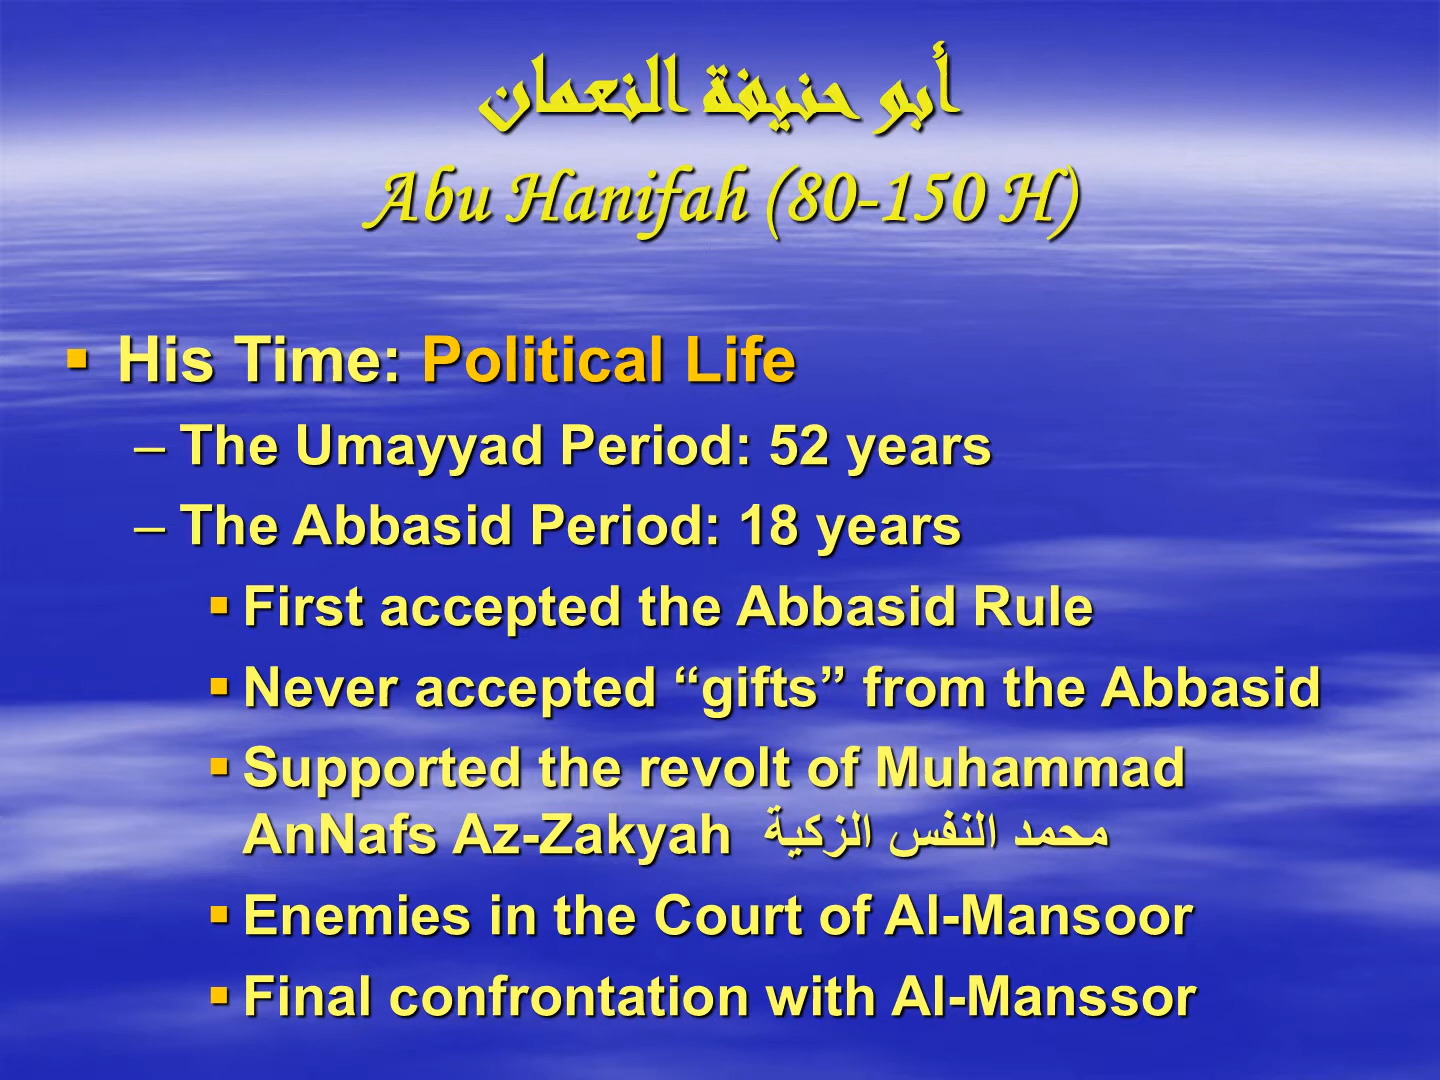 أبو حنيفة النعمان
Abu Hanifah (80-150 H)
▪ His Time: Political Life
– The Umayyad Period: 52 years
– The Abbasid Period: 18 years
▪ First accepted the Abbasid Rule
▪ Never accepted “gifts” from the Abbasid
▪ Supported the revolt of Muhammad
AnNafs Az-Zakyah محمد النفس الزكية
▪ Enemies in the Court of Al-Mansoor
▪ Final confrontation with Al-Manssor